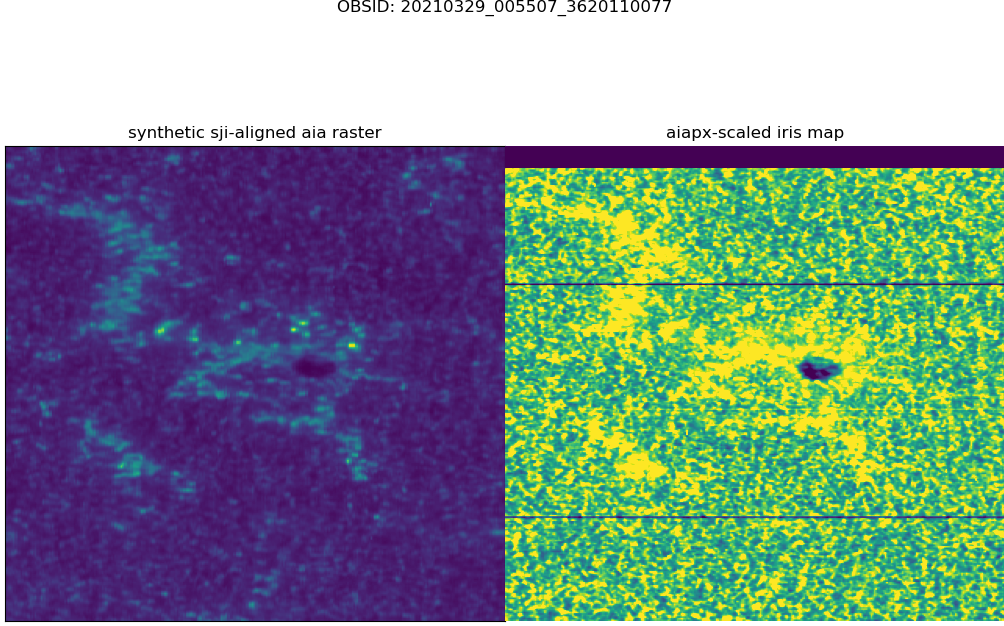 OBSID: 20210329_005507_3620110077
synthetic sji-aligned aia raster
aiapx-scaled iris map